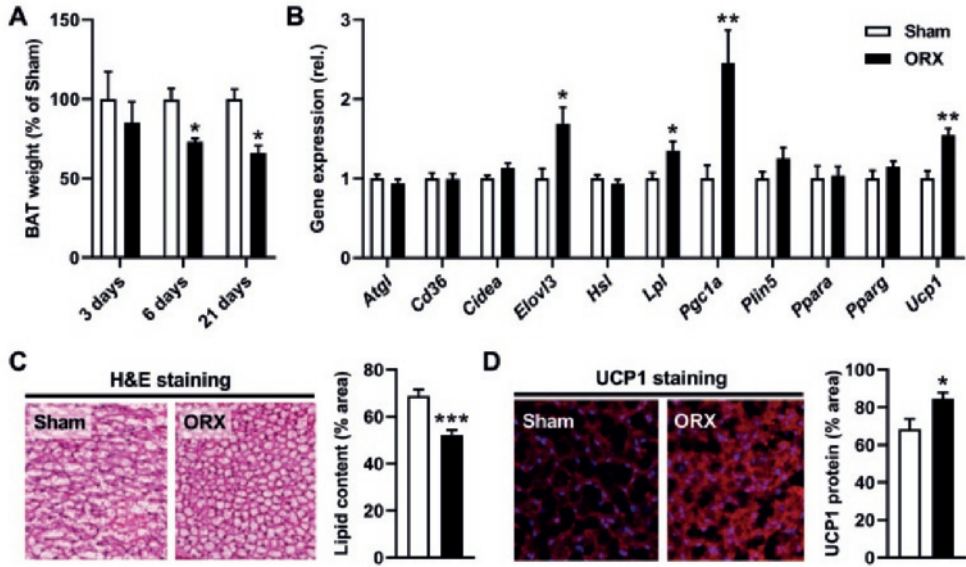 A
BAT weight (% of Sham)
150
100
50
0
3 days
6 days
21 days
*
*
B
Gene expression (rel.)
3
2
1
0
Sham
ORX
*
*
**
**
Atgl
Cd36
Cidea
Elovl3
Hsl
Lpl
Pgc1a
Plin5
Ppara
Pparg
Ucp1
C
H&E staining
Sham
ORX
Lipid content (% area)
80
60
40
20
0
***
D
UCP1 staining
Sham
ORX
UCP1 protein (% area)
100
80
60
40
20
0
*